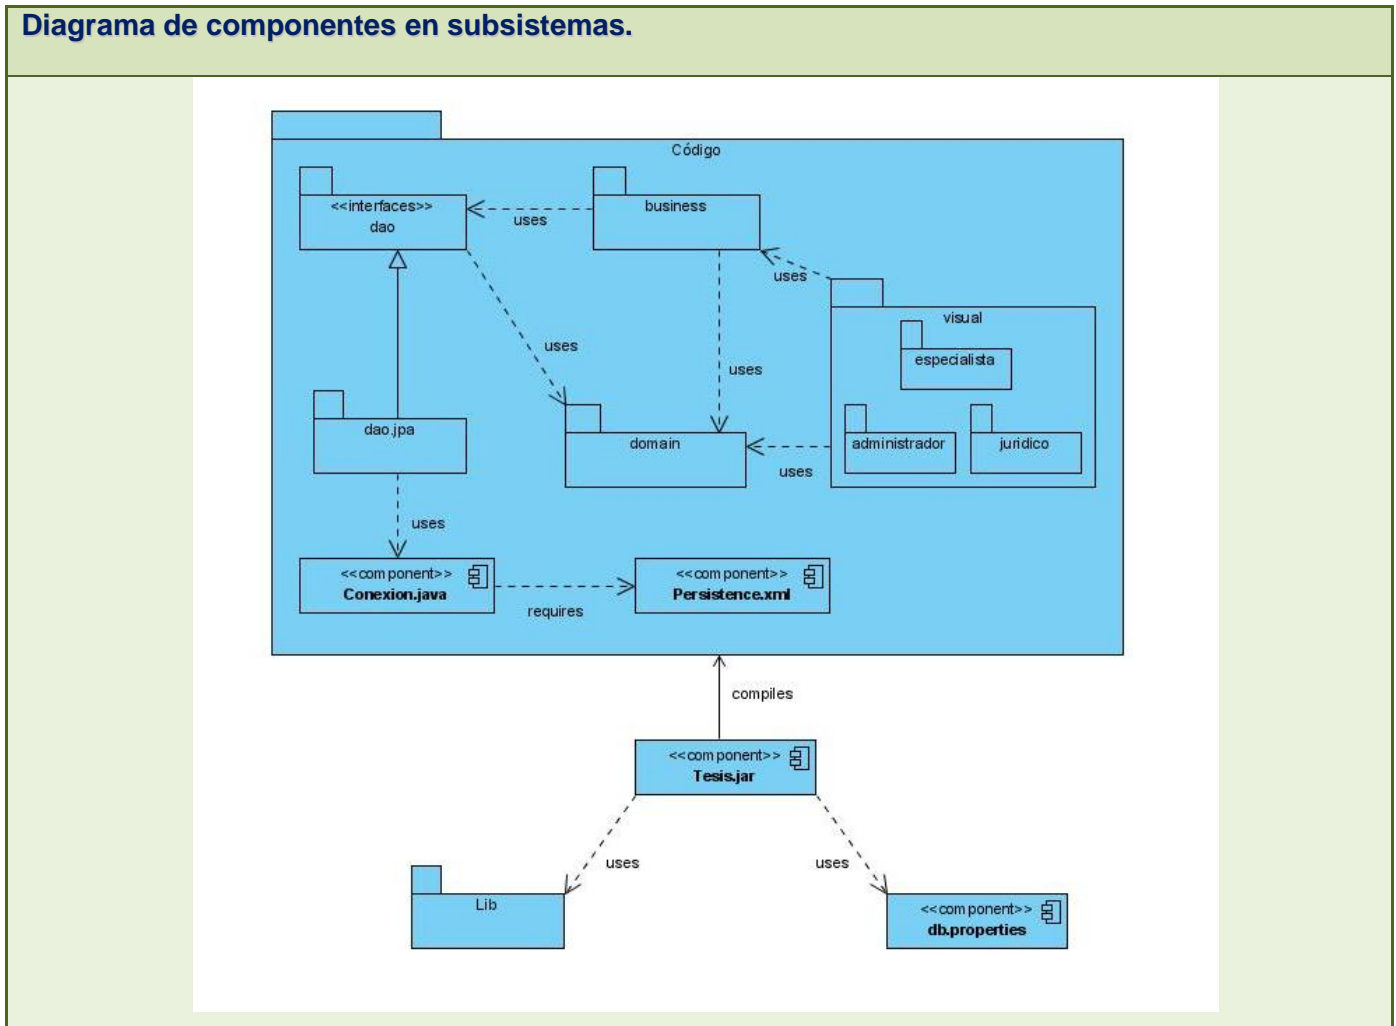 Diagrama de componentes en subsistemas.
Código
<<interfaces>>
dao
uses
business
uses
visual
especialista
uses
uses
dao.jpa
domain
administrador
juridico
uses
uses
<<component>>
Conexion.java
requires
<<component>>
Persistence.xml
compiles
<<component>>
Tesis.jar
uses
uses
Lib
<<component>>
db.properties